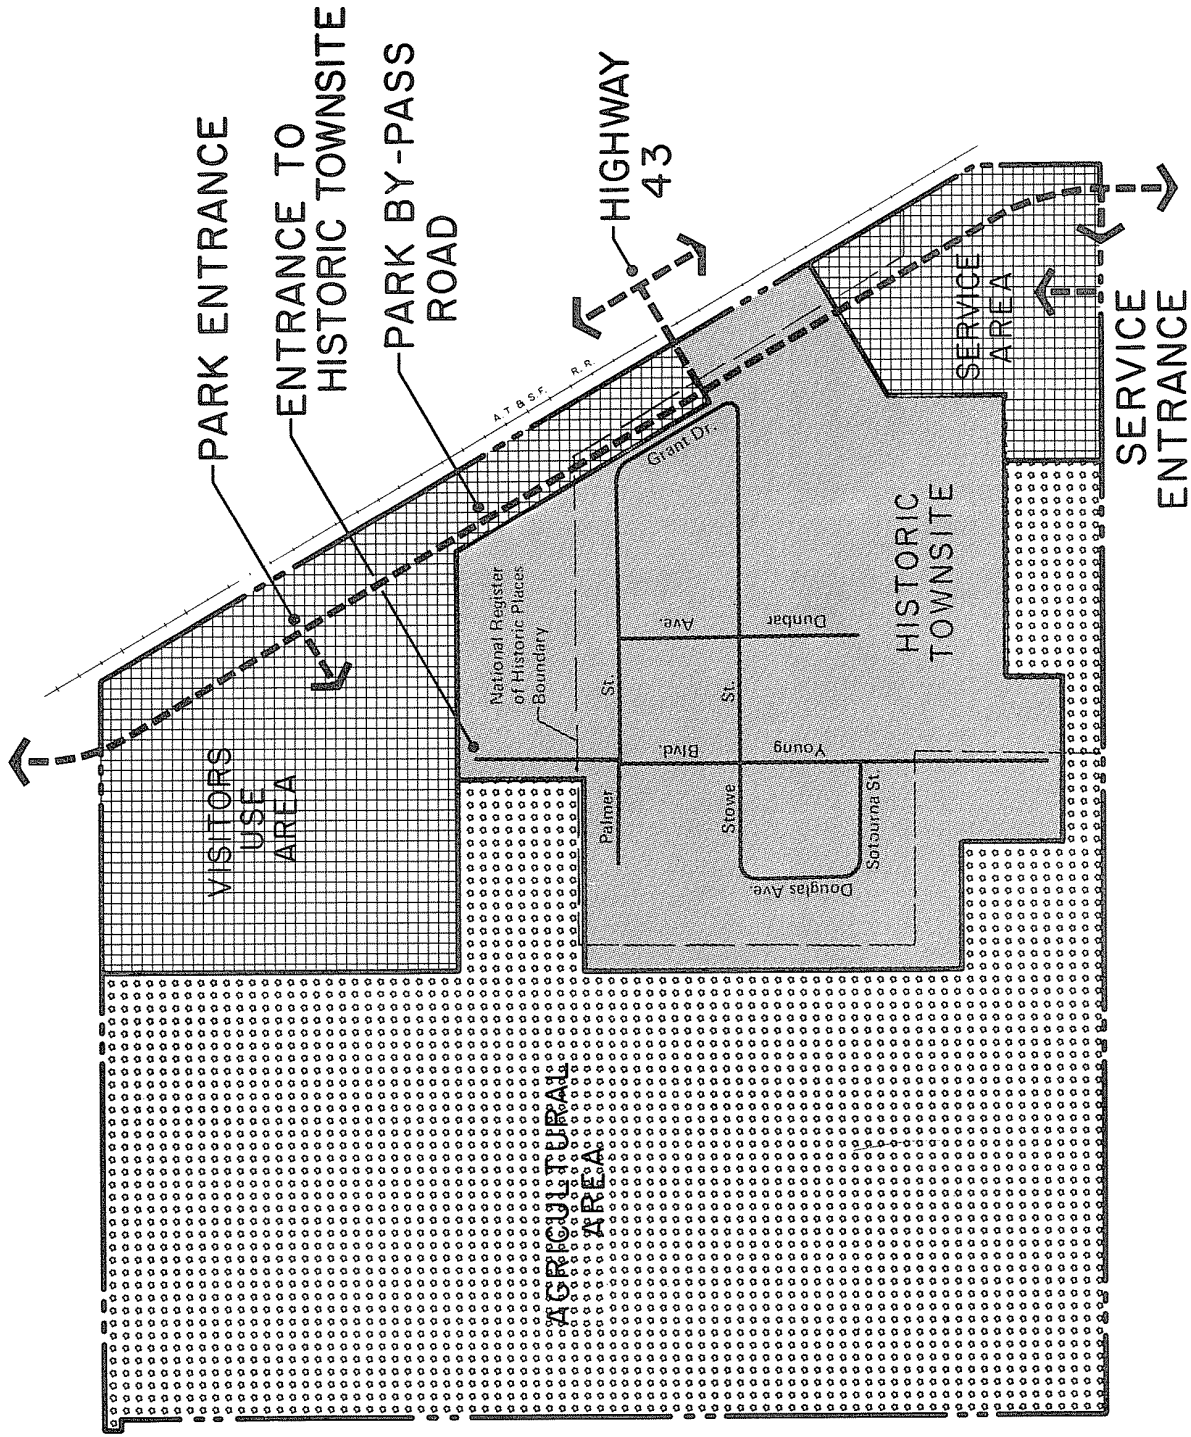 PARK ENTRANCE
ENTRANCE TO
HISTORIC TOWNSITE
PARK BY-PASS
ROAD
HIGHWAY
43
A.T. & S.F. R.R.
VISITORS
USE
AREA
National Register
of Historic Places
Boundary
Grant Dr.
Palmer St.
Stowe St.
Dunbar Ave.
Young Blvd.
Douglas Ave.
Sotourna St.
HISTORIC
TOWNSITE
SERVICE
AREA
SERVICE
ENTRANCE
AGRICULTURAL
AREA